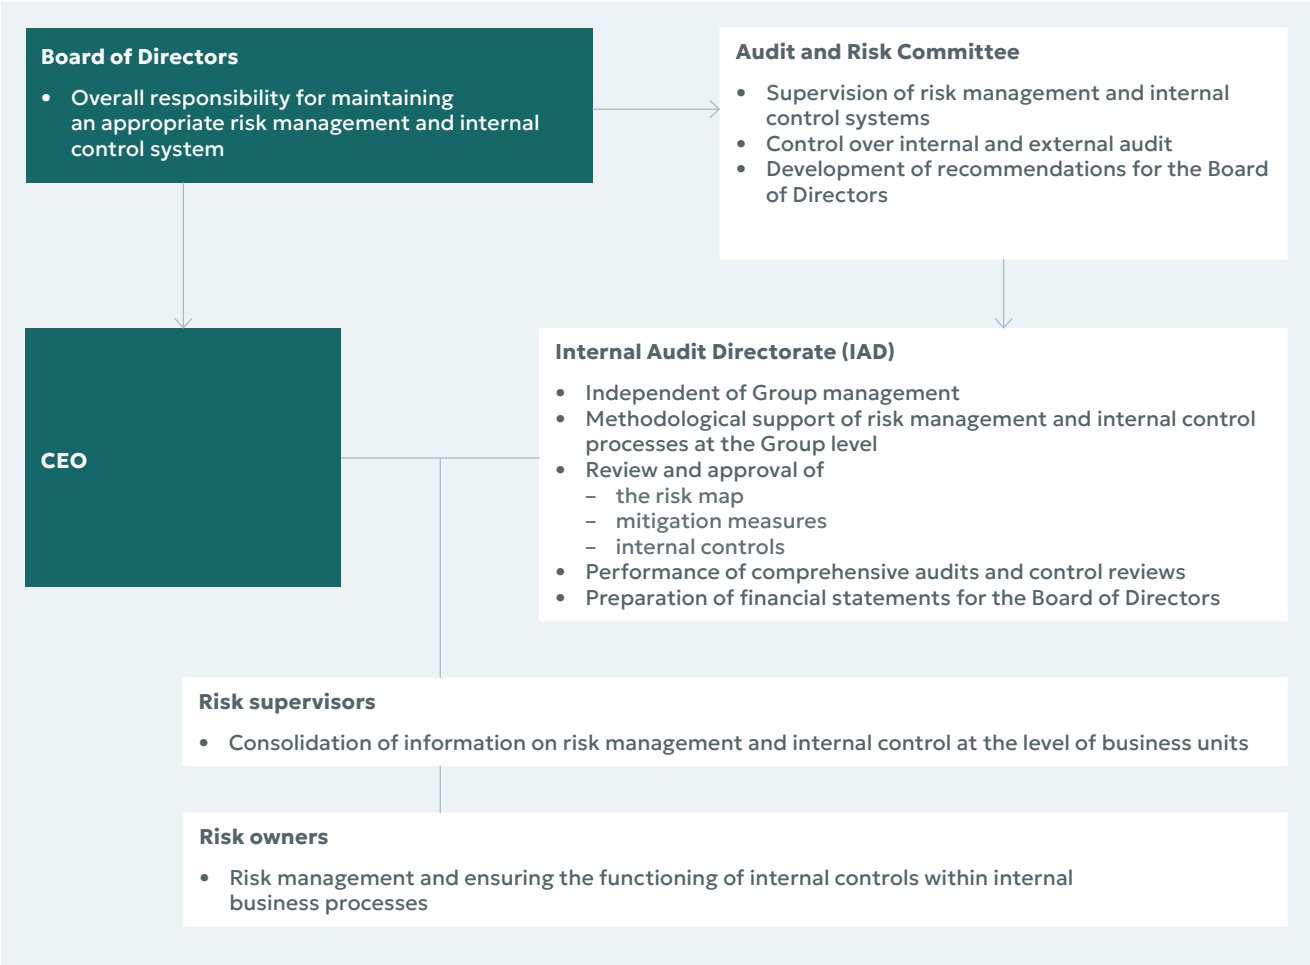 Board of Directors
• Overall responsibility for maintaining
an appropriate risk management and internal
control system
Audit and Risk Committee
• Supervision of risk management and internal
control systems
• Control over internal and external audit
• Development of recommendations for the Board
of Directors
CEO
Internal Audit Directorate (IAD)
• Independent of Group management
• Methodological support of risk management and internal control
processes at the Group level
• Review and approval of
– the risk map
– mitigation measures
– internal controls
• Performance of comprehensive audits and control reviews
• Preparation of financial statements for the Board of Directors
Risk supervisors
• Consolidation of information on risk management and internal control at the level of business units
Risk owners
• Risk management and ensuring the functioning of internal controls within internal
business processes